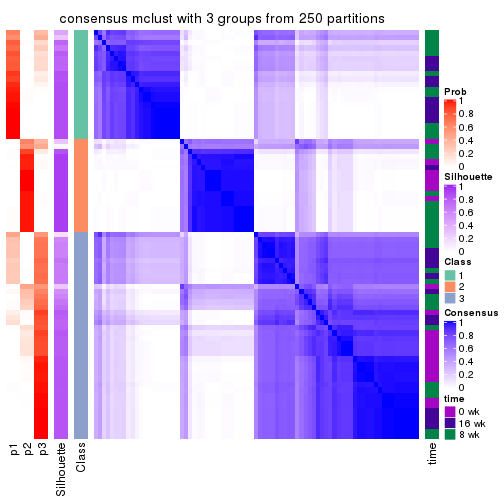 consensus mclust with 3 groups from 250 partitions
Prob
1
0.8
0.6
0.4
0.2
0
Silhouette
1
0.8
0.6
0.4
0.2
0
Class
1
2
3
Consensus
1
0.8
0.6
0.4
0.2
0
time
0 wk
16 wk
8 wk
p1
p2
p3
Silhouette
Class
time